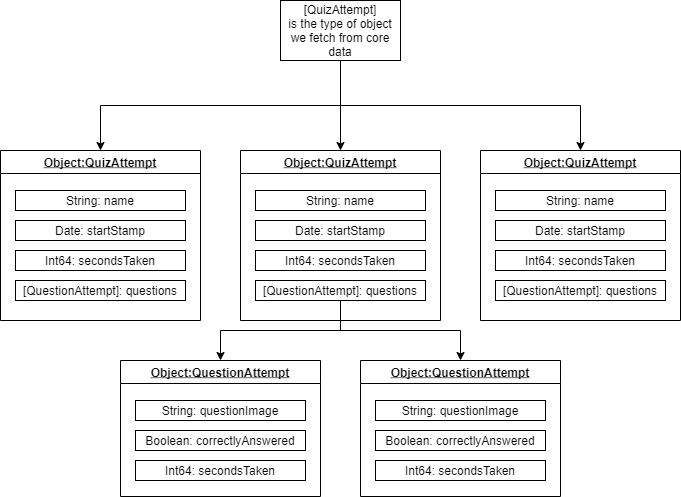 [QuizAttempt]
is the type of object
we fetch from core
data
Object:QuizAttempt
String: name
Date: startStamp
Int64: secondsTaken
[QuestionAttempt]: questions
Object:QuizAttempt
String: name
Date: startStamp
Int64: secondsTaken
[QuestionAttempt]: questions
Object:QuizAttempt
String: name
Date: startStamp
Int64: secondsTaken
[QuestionAttempt]: questions
Object:QuestionAttempt
String: questionImage
Boolean: correctlyAnswered
Int64: secondsTaken
Object:QuestionAttempt
String: questionImage
Boolean: correctlyAnswered
Int64: secondsTaken